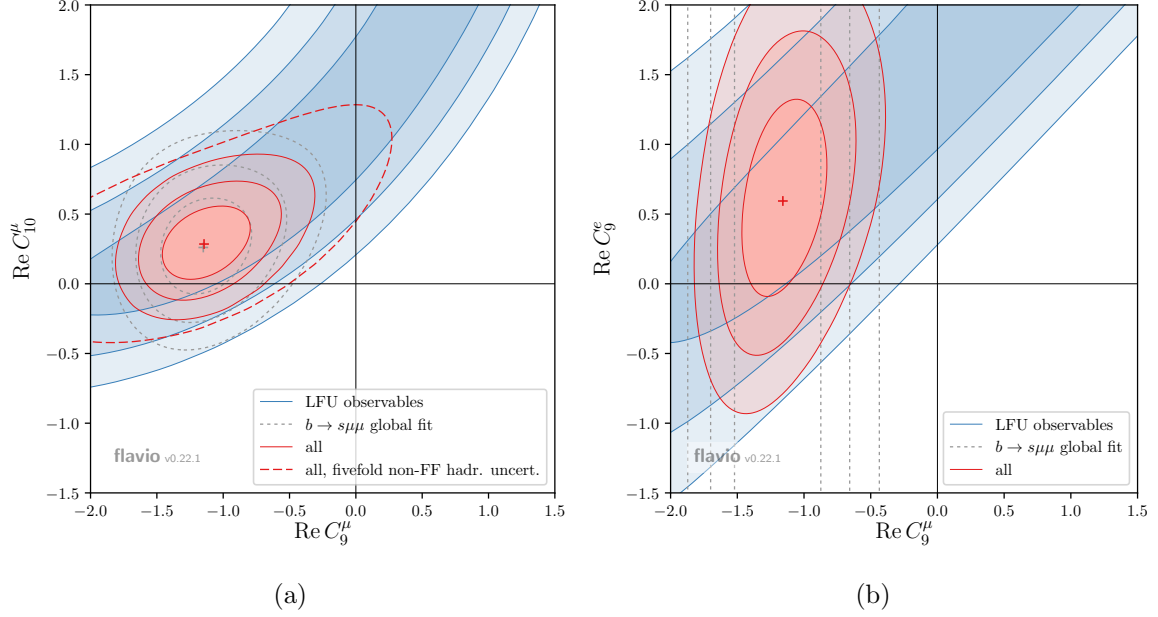 2.0
1.5
1.0
0.5
0.0
−0.5
−1.0
−1.5
−2.0 −1.5 −1.0 −0.5 0.0 0.5 1.0 1.5
Re C₁₀^μ
Re C₉^μ
LFU observables
b → sμμ global fit
all
all, fivefold non-FF hadr. uncert.
flavio v0.22.1
(a)
2.0
1.5
1.0
0.5
0.0
−0.5
−1.0
−1.5
−2.0 −1.5 −1.0 −0.5 0.0 0.5 1.0 1.5
Re C₉^e
Re C₉^μ
LFU observables
b → sμμ global fit
all
flavio v0.22.1
(b)